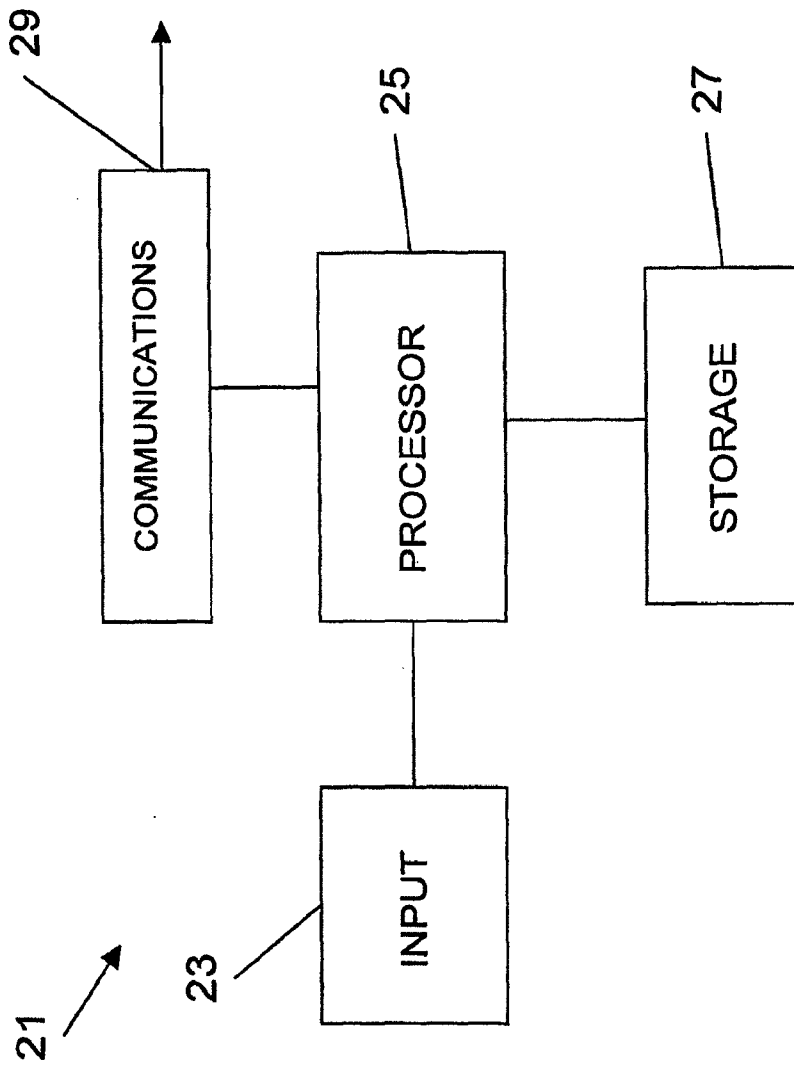 21
23
INPUT
29
COMMUNICATIONS
25
PROCESSOR
27
STORAGE